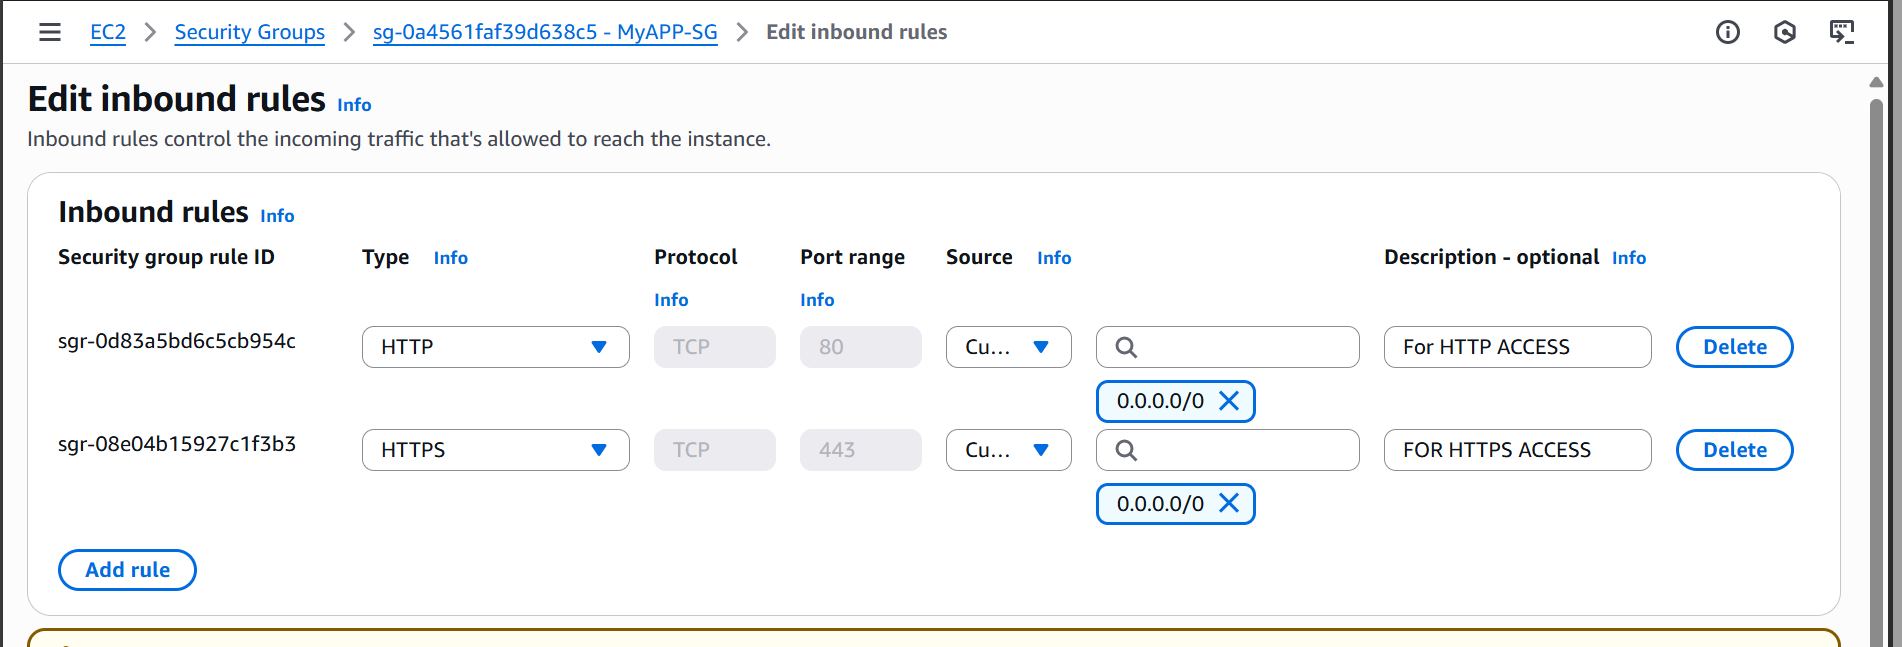 EC2 > Security Groups > sg-0a4561faf39d638c5 - MyAPP-SG > Edit inbound rules
Edit inbound rules Info
Inbound rules control the incoming traffic that's allowed to reach the instance.
Inbound rules Info
Security group rule ID Type Info Protocol Info Port range Info Source Info Description - optional Info
sgr-0d83a5bd6c5cb954c HTTP TCP 80 Cu... For HTTP ACCESS Delete
0.0.0.0/0
sgr-08e04b15927c1f3b3 HTTPS TCP 443 Cu... FOR HTTPS ACCESS Delete
0.0.0.0/0
Add rule